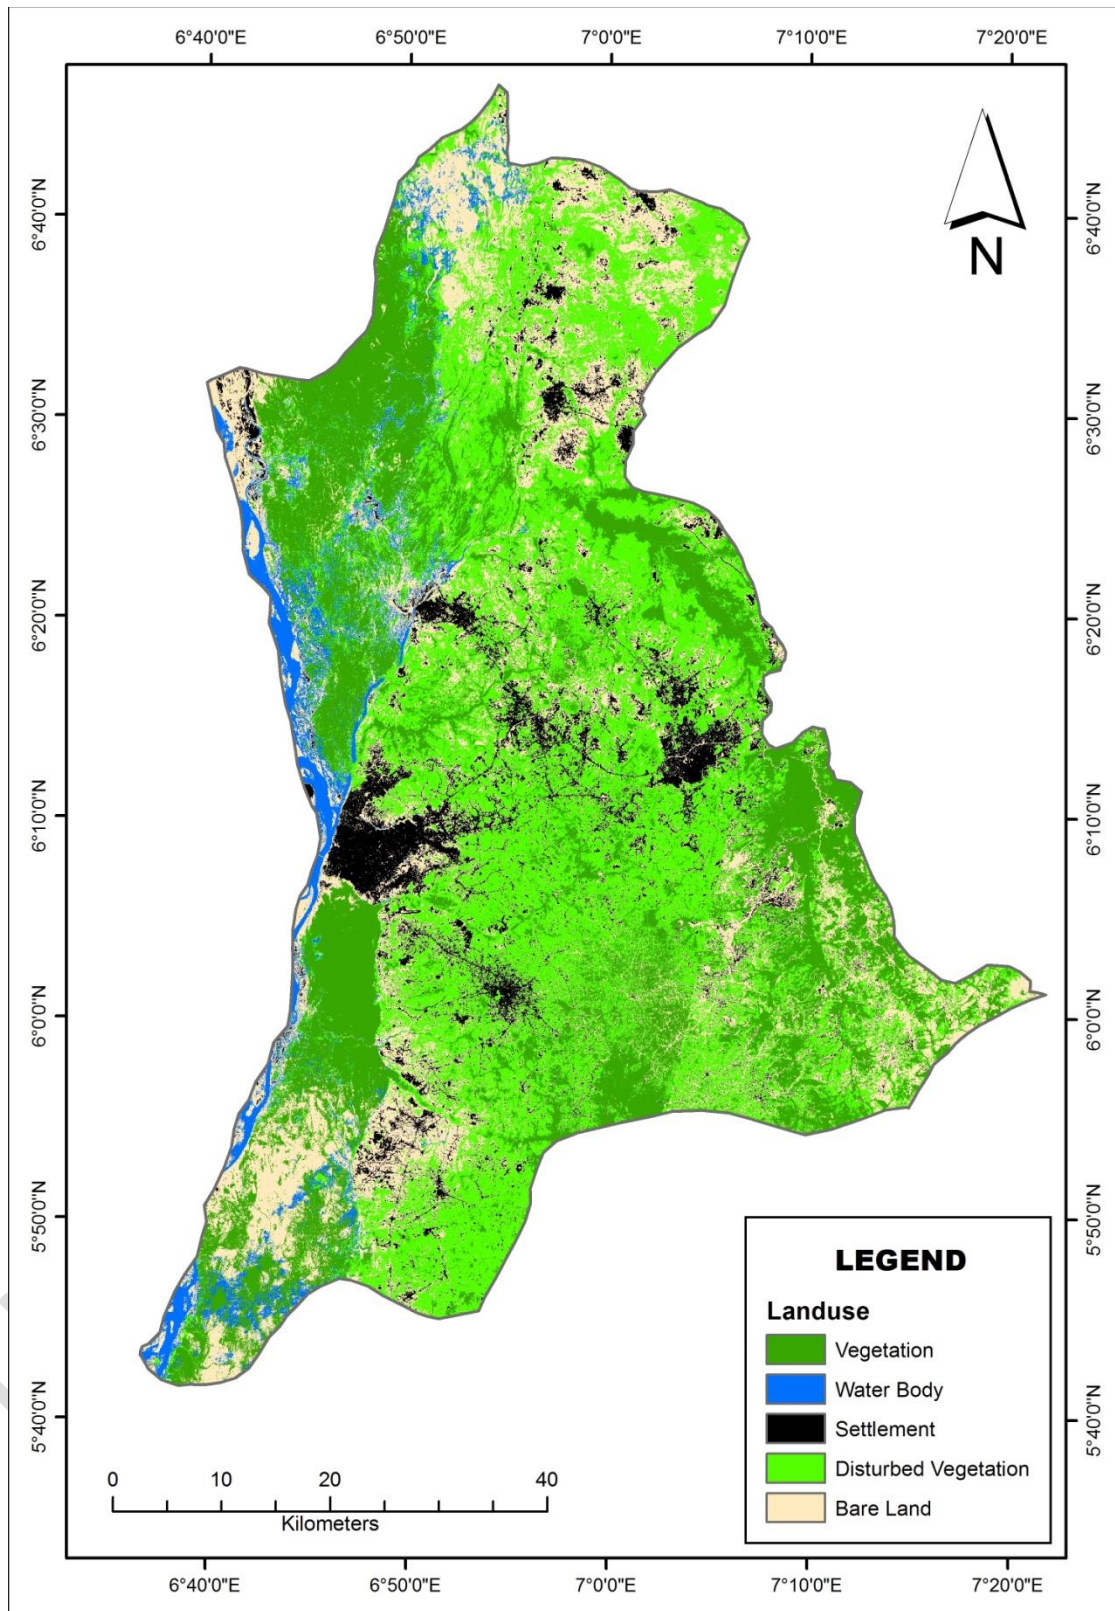 6°40'0"E 6°50'0"E 7°0'0"E 7°10'0"E 7°20'0"E
6°40'0"N 6°40'0"N
N
6°30'0"N 6°30'0"N
6°20'0"N 6°20'0"N
6°10'0"N 6°10'0"N
6°0'0"N 6°0'0"N
5°50'0"N 5°50'0"N
LEGEND
Landuse
Vegetation
Water Body
5°40'0"N 5°40'0"N
Settlement
Disturbed Vegetation
Bare Land
0 10 20 40
Kilometers
6°40'0"E 6°50'0"E 7°0'0"E 7°10'0"E 7°20'0"E